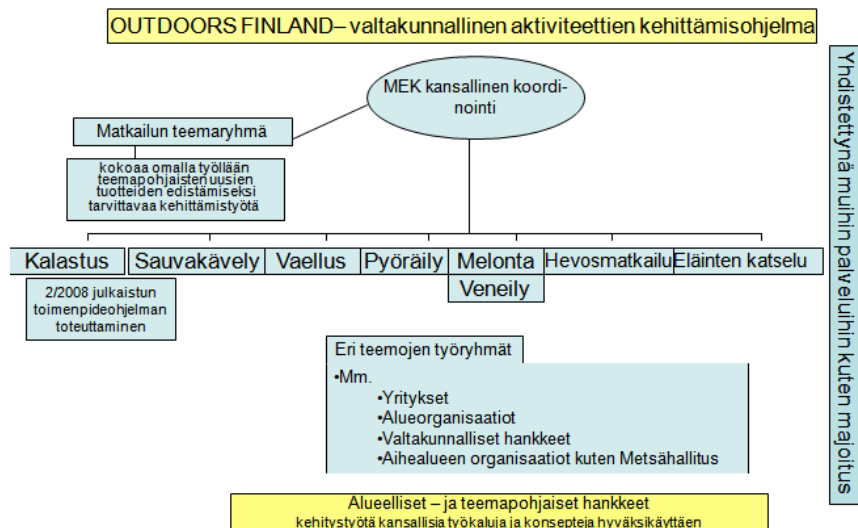 OUTDOORS FINLAND– valtakunnallinen aktiviteettien kehittämisohjelma
MEK kansallinen koordi-
nointi
Matkailun teemaryhmä
kokoaa omalla työllään
teemapohjaisten uusien
tuotteiden edistämiseksi
tarvittavaa kehittämistyötä
Kalastus
Sauvakävely
Vaellus
Pyöräily
Melonta
Hevosmatkailu
Eläinten katselu
Veneily
2/2008 julkaistun
toimenpideohjelman
toteuttaminen
Eri teemojen työryhmät
•Mm.
•Yritykset
•Alueorganisaatiot
•Valtakunnalliset hankkeet
•Aihealueen organisaatiot kuten Metsähallitus
Alueelliset – ja teemapohjaiset hankkeet
kehitystyötä kansallisia työkaluja ja konsepteja hyväksikäyttäen
Yhdistettynä muihin palveluihin kuten majoitus